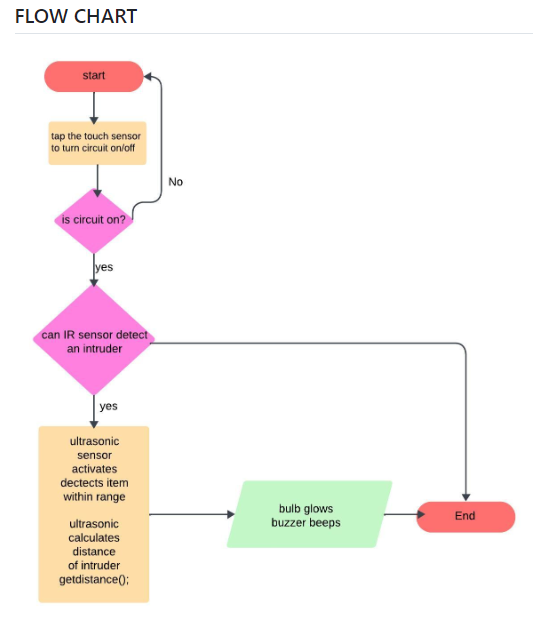 FLOW CHART
start
tap the touch sensor
to turn circuit on/off
No
is circuit on?
yes
can IR sensor detect
an intruder
yes
ultrasonic
sensor
activates
dectects item
within range
ultrasonic
calculates
distance
of intruder
getdistance();
bulb glows
buzzer beeps
End